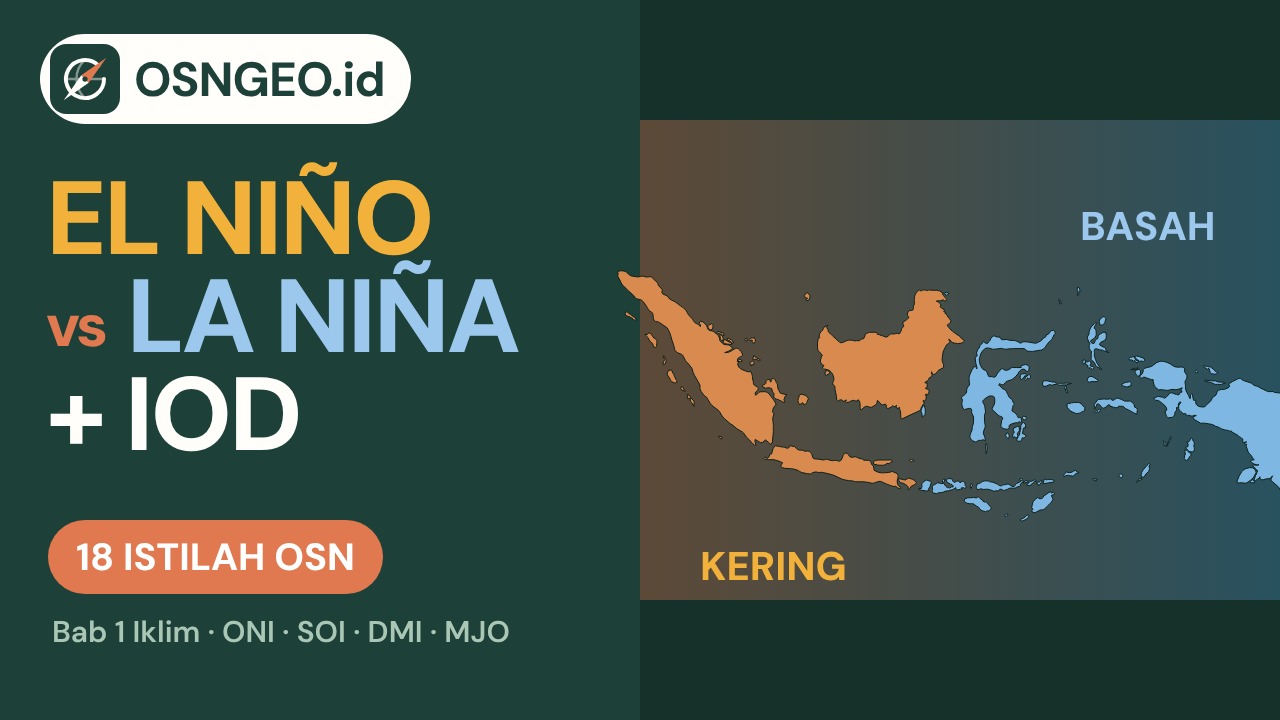 OSNGEO.id
EL NIÑO
vs LA NIÑA
+ IOD
18 ISTILAH OSN
Bab 1 Iklim · ONI · SOI · DMI · MJO
BASAH
KERING